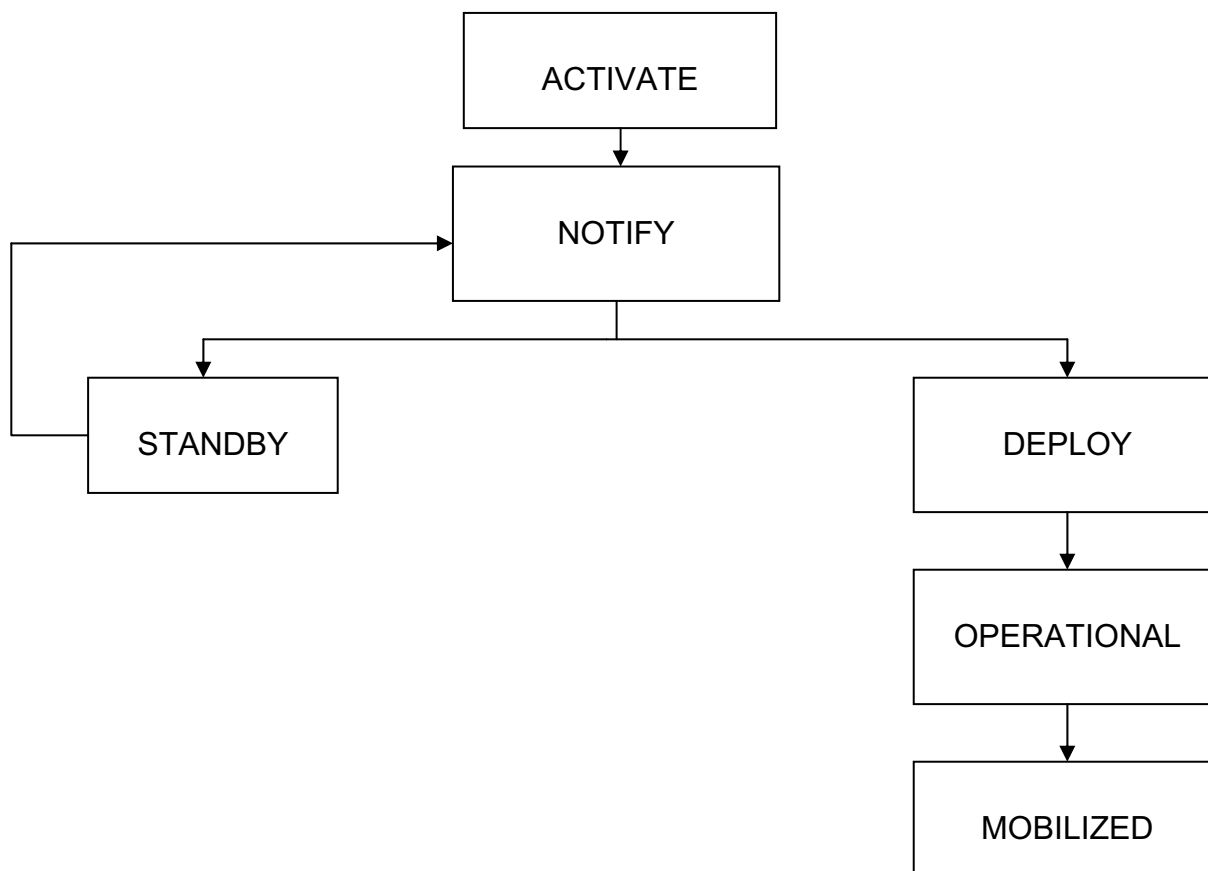 ACTIVATE
NOTIFY
STANDBY
DEPLOY
OPERATIONAL
MOBILIZED